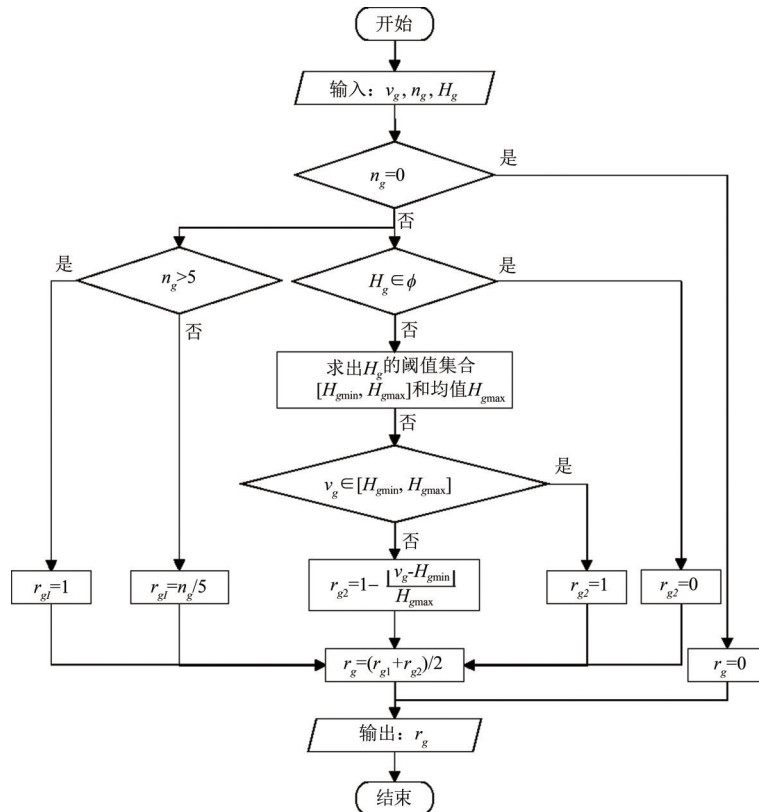 开始
输入：v_g, n_g, H_g
n_g=0
是
否
n_g>5
是
否
H_g∈ϕ
是
否
求出H_g的阈值集合
[H_gmin, H_gmax]和均值H_gmax
否
v_g∈[H_gmin, H_gmax]
是
否
r_gI=1
r_gI=n_g/5
r_g2=1-⌊v_g-H_gmin⌋/H_gmax
r_g2=1
r_g2=0
r_g=(r_g1+r_g2)/2
r_g=0
输出：r_g
结束